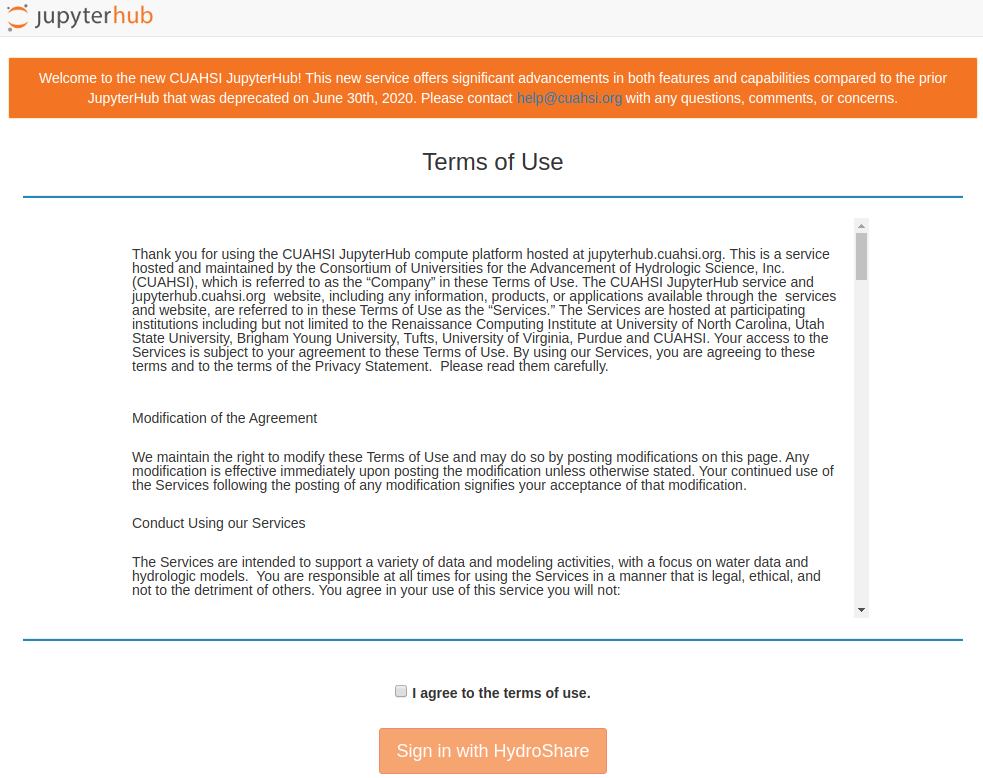 jupyterhub
Welcome to the new CUAHSI JupyterHub! This new service offers significant advancements in both features and capabilities compared to the prior
JupyterHub that was deprecated on June 30th, 2020. Please contact help@cuahsi.org with any questions, comments, or concerns.
Terms of Use
Thank you for using the CUAHSI JupyterHub compute platform hosted at jupyterhub.cuahsi.org. This is a service
hosted and maintained by the Consortium of Universities for the Advancement of Hydrologic Science, Inc.
(CUAHSI), which is referred to as the “Company” in these Terms of Use. The CUAHSI JupyterHub service and
jupyterhub.cuahsi.org  website, including any information, products, or applications available through the  services
and website, are referred to in these Terms of Use as the “Services.” The Services are hosted at participating
institutions including but not limited to the Renaissance Computing Institute at University of North Carolina, Utah
State University, Brigham Young University, Tufts, University of Virginia, Purdue and CUAHSI. Your access to the
Services is subject to your agreement to these Terms of Use. By using our Services, you are agreeing to these
terms and to the terms of the Privacy Statement.  Please read them carefully.
Modification of the Agreement
We maintain the right to modify these Terms of Use and may do so by posting modifications on this page. Any
modification is effective immediately upon posting the modification unless otherwise stated. Your continued use of
the Services following the posting of any modification signifies your acceptance of that modification.
Conduct Using our Services
The Services are intended to support a variety of data and modeling activities, with a focus on water data and
hydrologic models.  You are responsible at all times for using the Services in a manner that is legal, ethical, and
not to the detriment of others. You agree in your use of this service you will not:
I agree to the terms of use.
Sign in with HydroShare